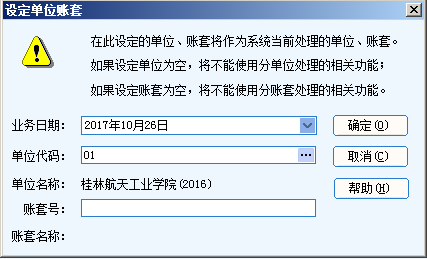 设定单位账套
在此设定的单位、账套将作为系统当前处理的单位、账套。
如果设定单位为空，将不能使用分单位处理的相关功能；
如果设定账套为空，将不能使用分账套处理的相关功能。
业务日期： 2017年10月26日 确定(O)
单位代码： 01 ... 取消(C)
单位名称： 桂林航天工业学院(2016) 帮助(H)
账套号：
账套名称：